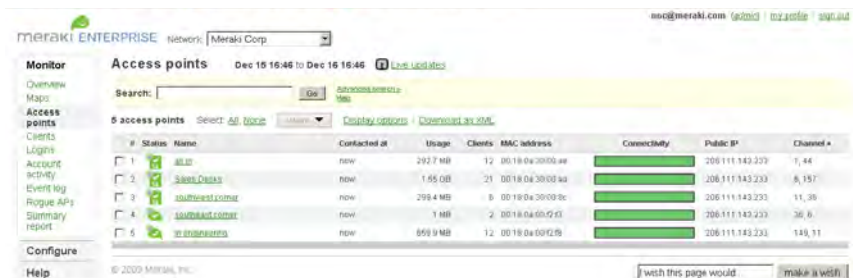 noc@meraki.com (admin) | my profile | sign out
meraki ENTERPRISE Network: Meraki Corp
Monitor
Overview
Maps
Access points
Clients
Logins
Account activity
Event log
Rogue APs
Summary report
Configure
Help
Access points Dec 15 16:46 to Dec 16 16:46 Live updates
Search: Go Advanced search »
Help
5 access points Select: All, None Display options | Download as XML
# Status Name Contacted at Usage Clients MAC address Connectivity Public IP Channel
1 now 292.7 MB 12 206.111.143.233 1, 44
2 Sales Desks now 1.65 GB 21 206.111.143.233 6, 157
3 southwest corner now 299.4 MB 206.111.143.233
4 southeast corner now 1 MB 2 206.111.143.233 36, 6
5 in engineering now 859.9 MB 12 206.111.143.233 149, 11
© 2009 Meraki, Inc.
I wish this page would make a wish